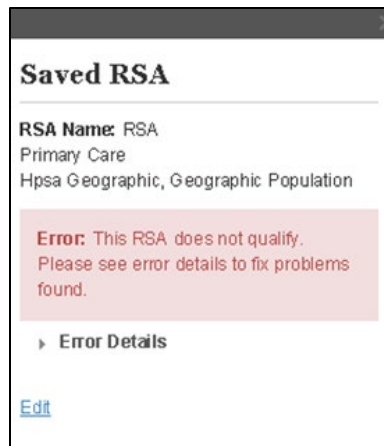 Saved RSA
RSA Name: RSA
Primary Care
Hpsa Geographic, Geographic Population
Error: This RSA does not qualify.
Please see error details to fix problems
found.
Error Details
Edit